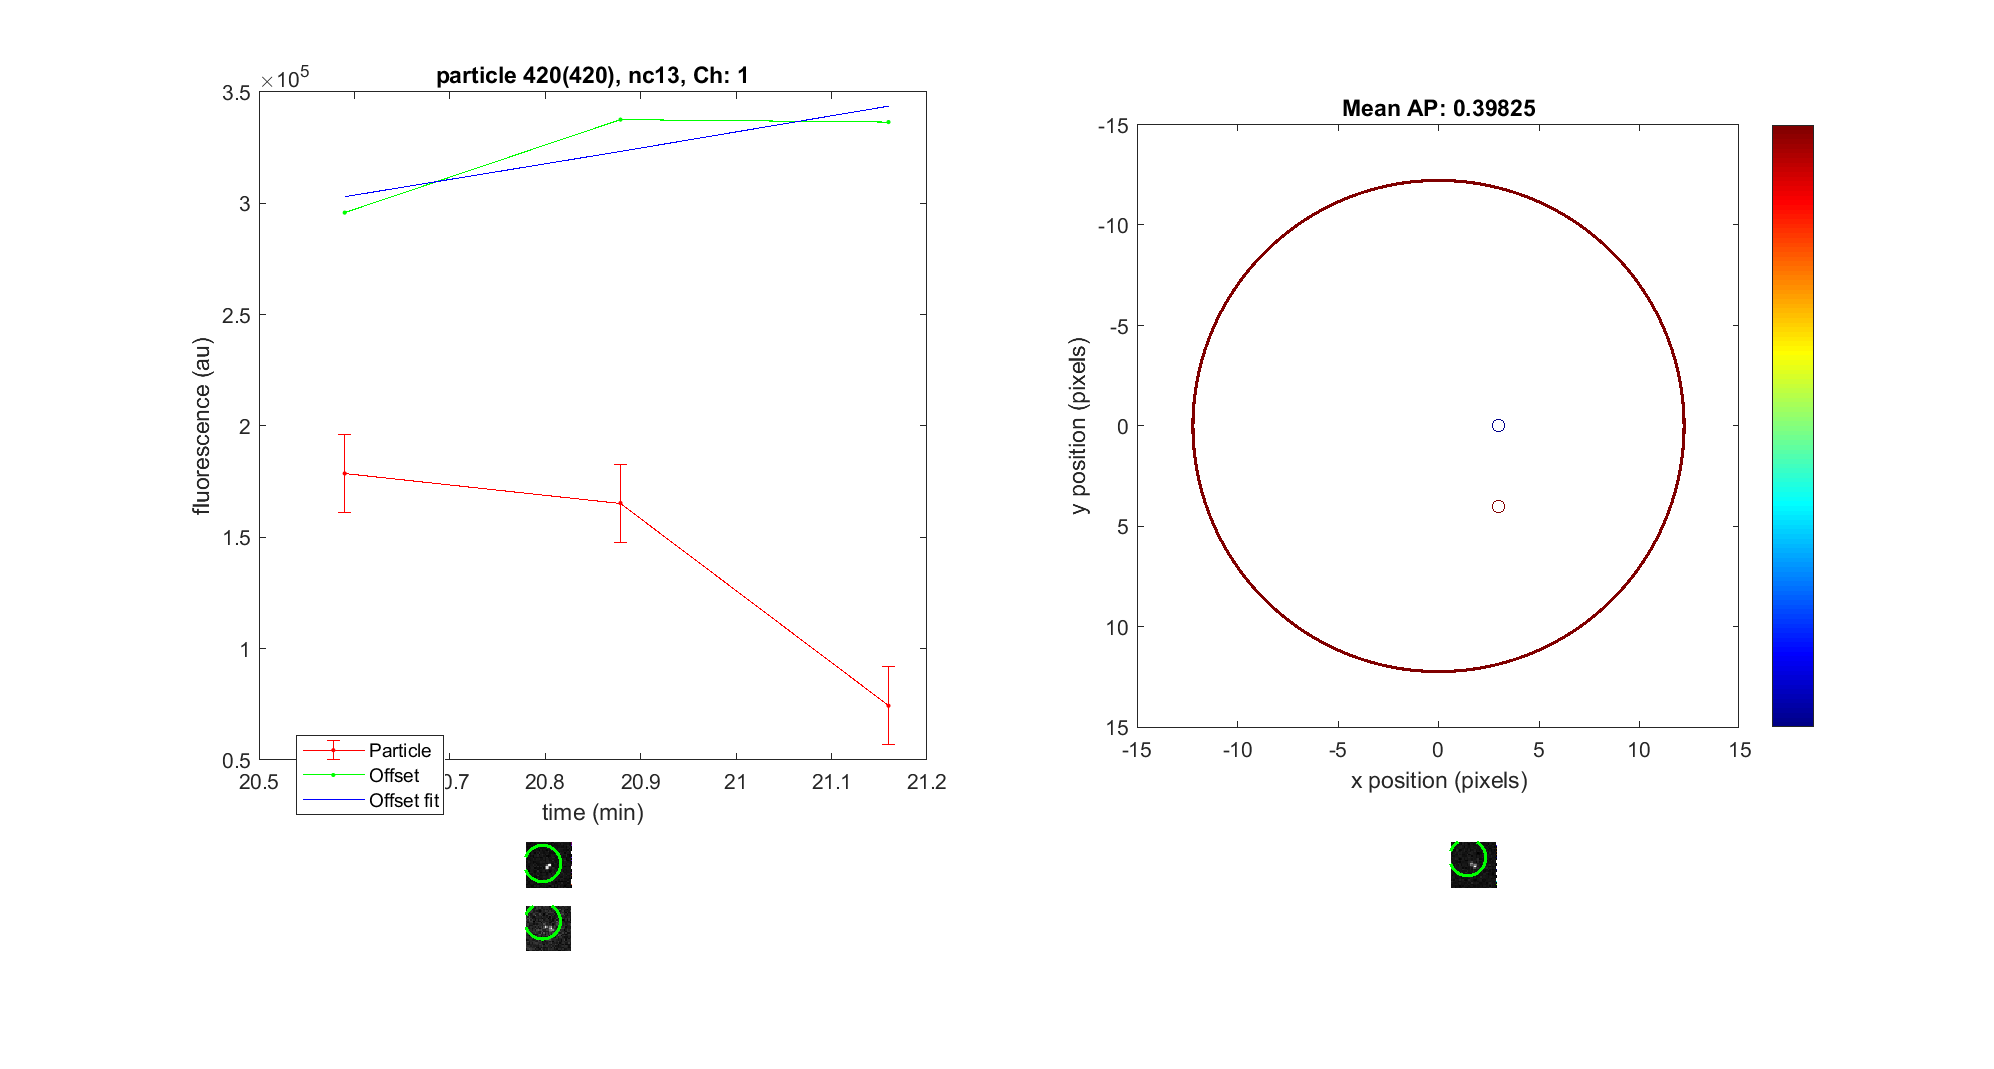 particle 420(420), nc13, Ch: 1
×10^5
3.5
3
2.5
2
1.5
1
0.5
fluorescence (au)
20.5 0.7 20.8 20.9 21 21.1 21.2
time (min)
Particle
Offset
Offset fit
Mean AP: 0.39825
-15
-10
-5
0
5
10
15
y position (pixels)
-15 -10 -5 0 5 10 15
x position (pixels)